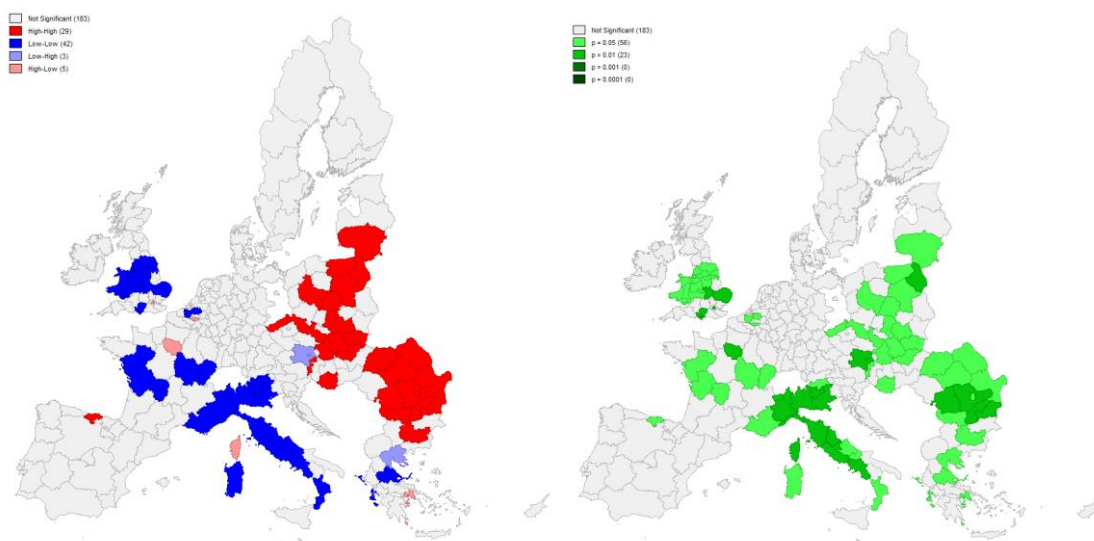 Not Significant (183)
High-High (29)
Low-Low (42)
Low-High (3)
High-Low (5)
Not Significant (183)
p = 0.05 (56)
p = 0.01 (23)
p = 0.001 (0)
p = 0.0001 (0)